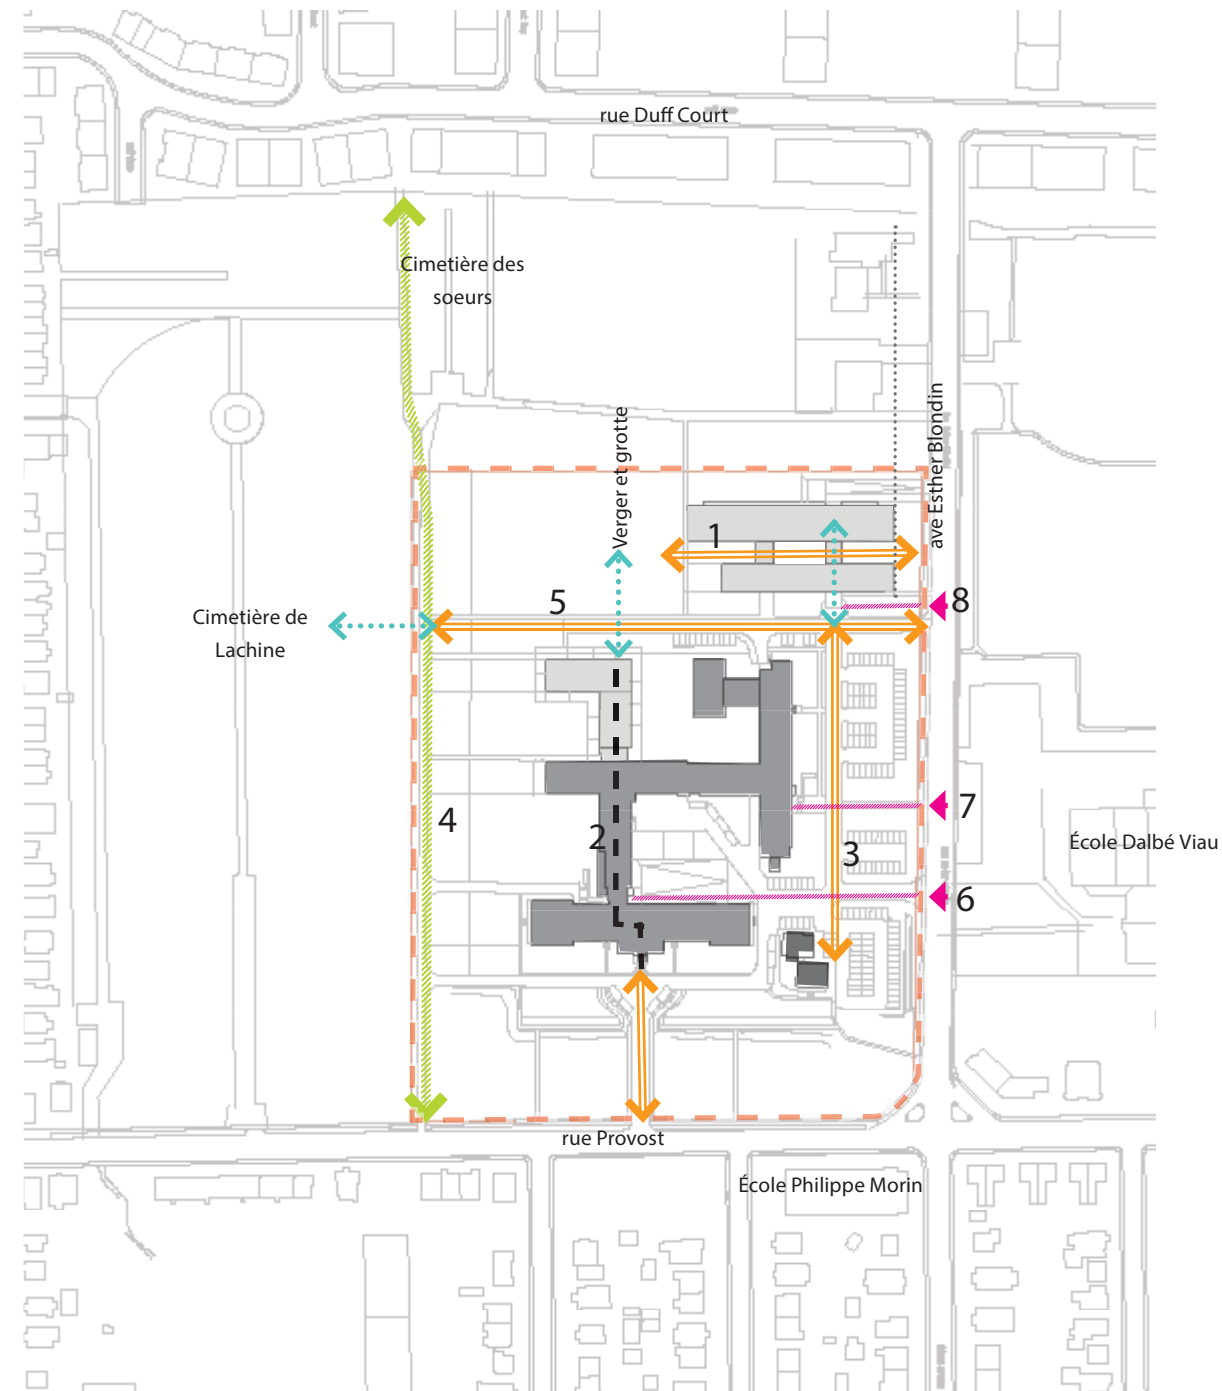 rue Duff Court
Cimetière des
soeurs
Verger et grotte
ave Esther Blondin
1
8
5
Cimetière de
Lachine
7
4
2
3
École Dalbé Viau
6
rue Provost
École Philippe Morin